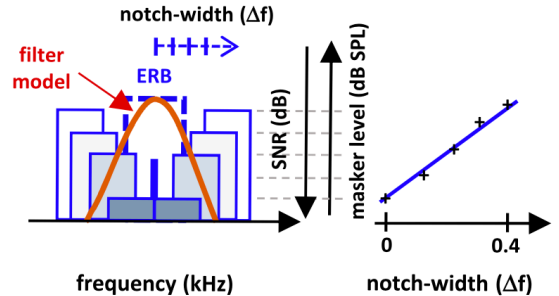 notch-width (Δf)
filter
model
ERB
SNR (dB)
masker level (dB SPL)
0
0.4
frequency (kHz)
notch-width (Δf)